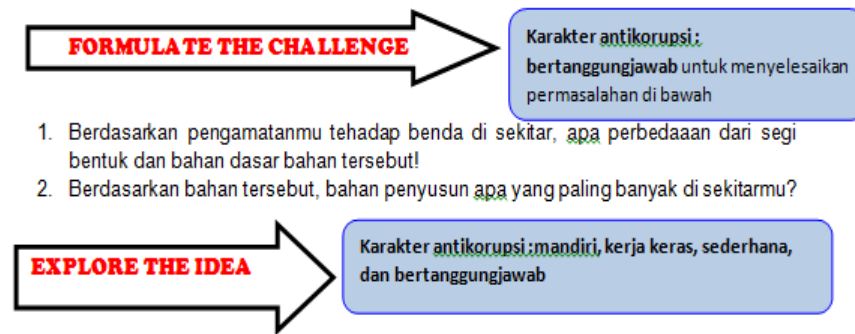 FORMULATE THE CHALLENGE
Karakter antikorupsi :
bertanggungjawab untuk menyelesaikan
permasalahan di bawah
1. Berdasarkan pengamatanmu tehadap benda di sekitar, apa perbedaaan dari segi
bentuk dan bahan dasar bahan tersebut!
2. Berdasarkan bahan tersebut, bahan penyusun apa yang paling banyak di sekitarmu?
EXPLORE THE IDEA
Karakter antikorupsi :mandiri, kerja keras, sederhana,
dan bertanggungjawab